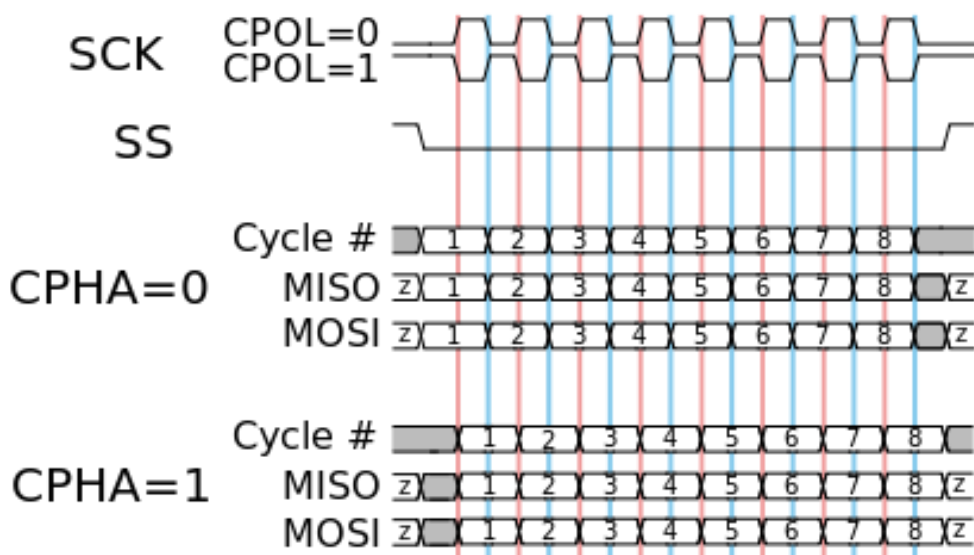 SCK CPOL=0
CPOL=1
SS
Cycle # 1 2 3 4 5 6 7 8
CPHA=0 MISO z 1 2 3 4 5 6 7 8 z
MOSI z 1 2 3 4 5 6 7 8 z
Cycle # 1 2 3 4 5 6 7 8
CPHA=1 MISO z 1 2 3 4 5 6 7 8 z
MOSI z 1 2 3 4 5 6 7 8 z